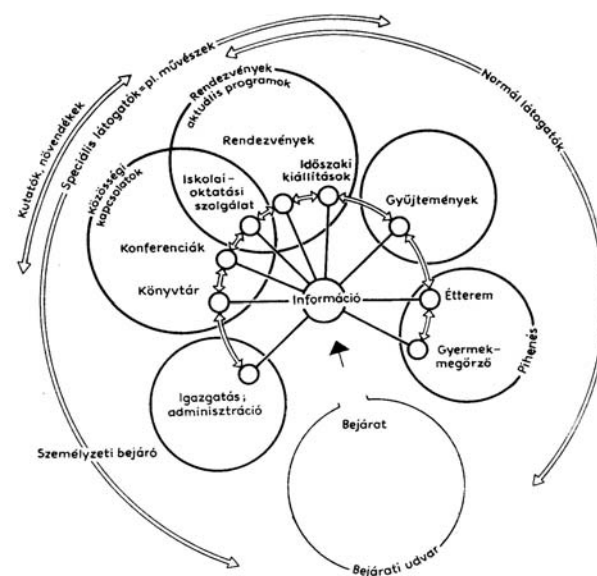 Kutatók, növendékek
Speciális látogatók = pl. művészek
Normál látogatók
Rendezvények
aktuális programok
Közösségi
kapcsolatok
Rendezvények
Időszaki
kiállítások
Iskolai-
oktatási
szolgálat
Gyűjtemények
Konferenciák
Könyvtár
Információ
Étterem
Gyermek-
megőrző
Pihenés
Igazgatás;
adminisztráció
Bejárat
Személyzeti bejáró
Bejárati udvar